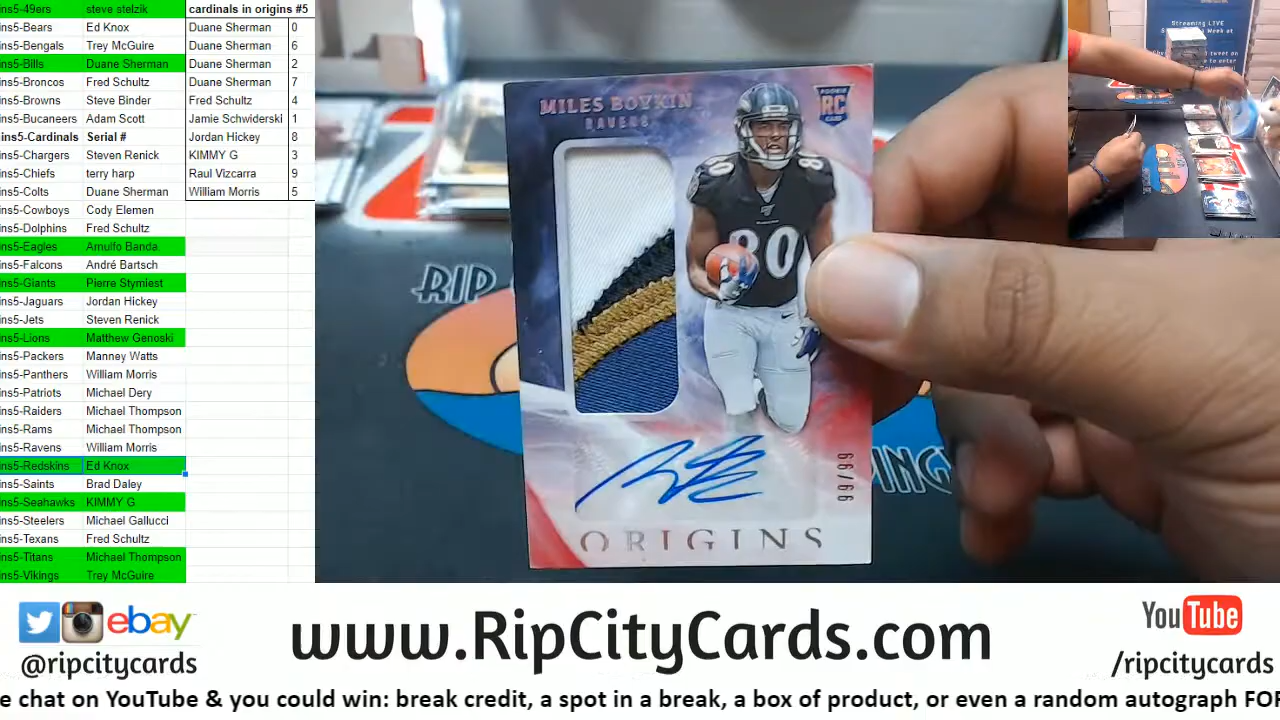 ins5-49ers steve stelzik cardinals in origins #5
ins5-Bears Ed Knox Duane Sherman 0
ins5-Bengals Trey McGuire Duane Sherman 6
ins5-Bills Duane Sherman Duane Sherman 2
ins5-Broncos Fred Schultz Duane Sherman 7
ins5-Browns Steve Binder Fred Schultz 4
ins5-Bucaneers Adam Scott Jamie Schwiderski 1
ins5-Cardinals Serial # Jordan Hickey 8
ins5-Chargers Steven Renick KIMMY G 3
ins5-Chiefs terry harp Raul Vizcarra 9
ins5-Colts Duane Sherman William Morris 5
ins5-Cowboys Cody Elemen
ins5-Dolphins Fred Schultz
ins5-Eagles Arnulfo Banda.
ins5-Falcons André Bartsch
ins5-Giants Pierre Stymiest
ins5-Jaguars Jordan Hickey
ins5-Jets Steven Renick
ins5-Lions Matthew Genoski
ins5-Packers Manney Watts
ins5-Panthers William Morris
ins5-Patriots Michael Dery
ins5-Raiders Michael Thompson
ins5-Rams Michael Thompson
ins5-Ravens William Morris
ins5-Redskins Ed Knox
ins5-Saints Brad Daley
ins5-Seahawks KIMMY G
ins5-Steelers Michael Gallucci
ins5-Texans Fred Schultz
ins5-Titans Michael Thompson
ins5-Vikings Trey McGuire
MILES BOYKIN
RAVENS
ROOKIE
RC
CARD
80
80
99/99
ORIGINS
RIP
Streaming LIVE
ebay
@ripcitycards
www.RipCityCards.com
YouTube
/ripcitycards
e chat on YouTube & you could win: break credit, a spot in a break, a box of product, or even a random autograph FO